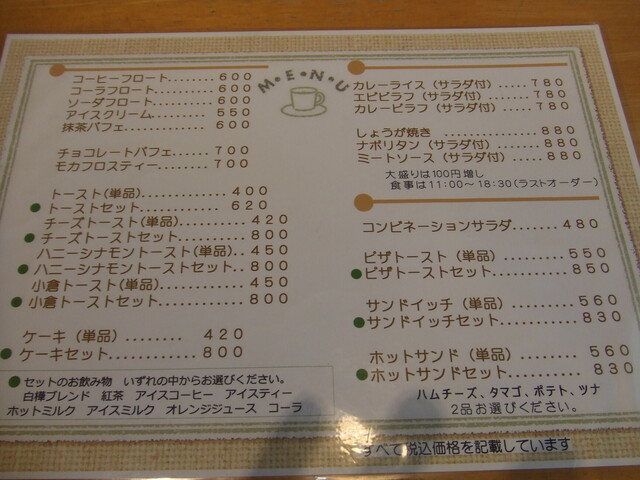 コーヒーフロート........600
コーラフロート.........600
ソーダフロート.........600
アイスクリーム.........550
抹茶パフェ............600
チョコレートパフェ......700
モカフロスティー........700
トースト(単品)...........400
●トーストセット............620
チーズトースト(単品).........420
●チーズトーストセット..........800
ハニーシナモントースト(単品)..450
●ハニーシナモントーストセット..800
小倉トースト(単品)...........450
●小倉トーストセット...........800
ケーキ(単品)........420
●ケーキセット............800
●セットのお飲み物 いずれの中からお選びください。
白樺ブレンド 紅茶 アイスコーヒー アイスティー
ホットミルク アイスミルク オレンジジュース コーラ
MENU
カレーライス(サラダ付).....780
エビピラフ(サラダ付).......780
カレーピラフ(サラダ付).....780
しょうが焼き ..............880
ナポリタン(サラダ付).......880
ミートソース(サラダ付).....880
大盛りは100円増し
食事は11:00〜18:30(ラストオーダー)
コンビネーションサラダ......480
ピザトースト(単品).........550
●ピザトーストセット..........850
サンドイッチ(単品).........560
●サンドイッチセット..........830
ホットサンド(単品).........560
●ホットサンドセット..........830
ハムチーズ、タマゴ、ポテト、ツナ
2品お選びください。
すべて税込価格を記載しています